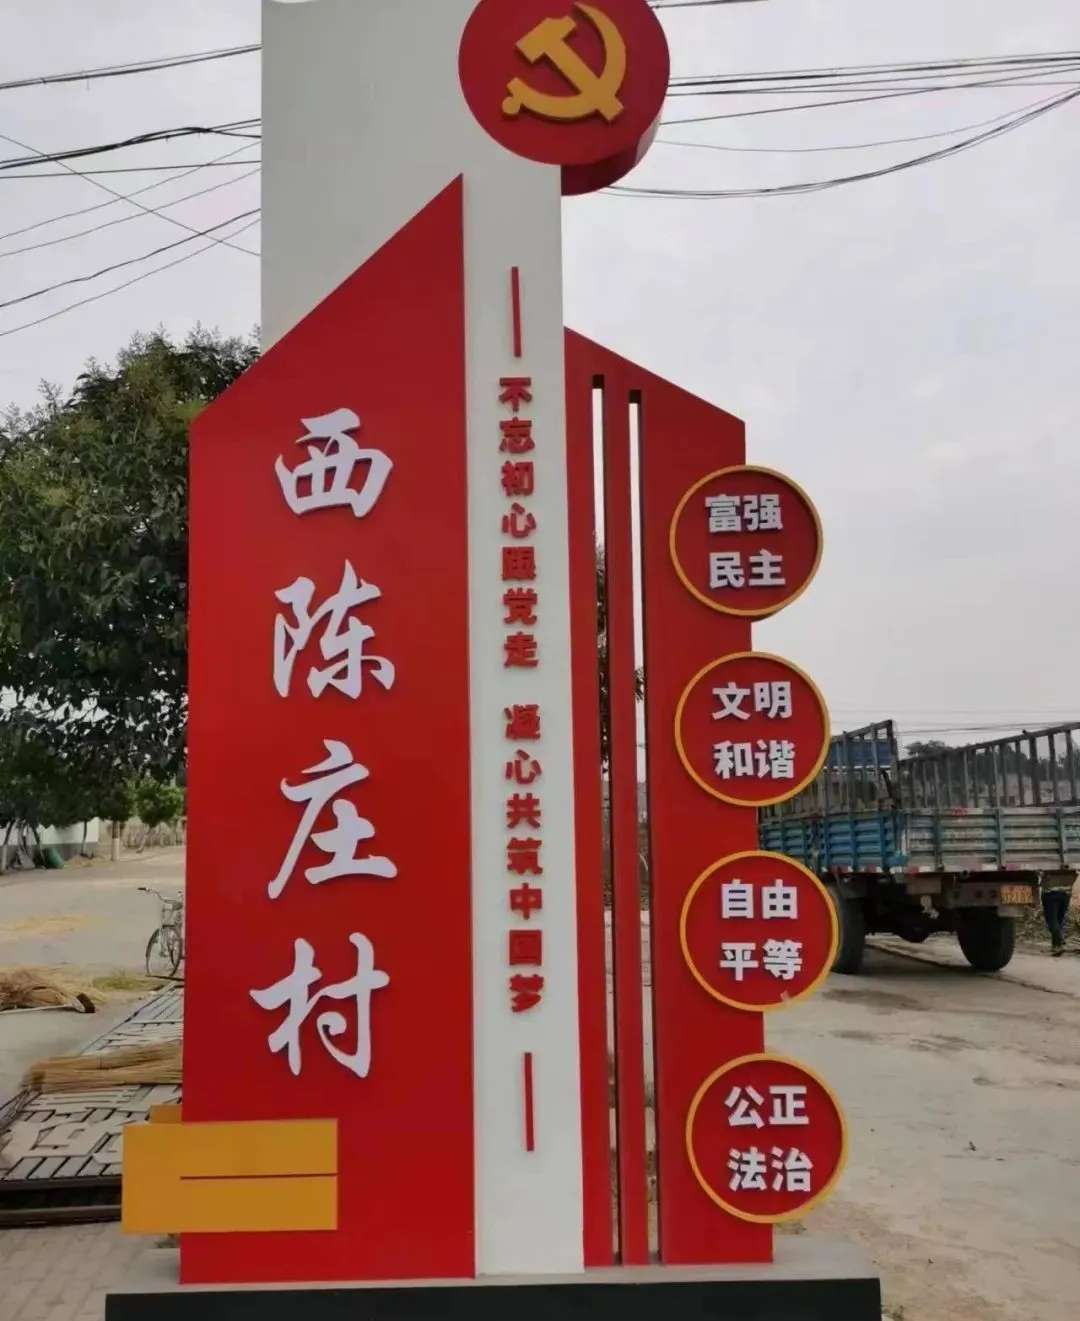 西陈庄村
不忘初心跟党走 凝心共筑中国梦
富强
民主
文明
和谐
自由
平等
公正
法治